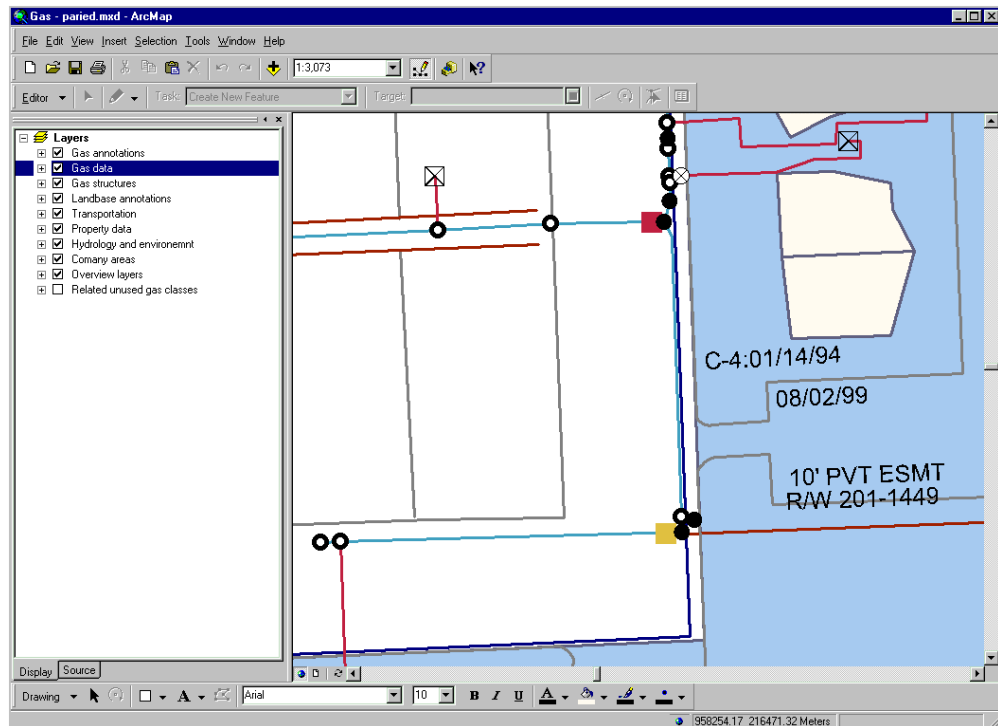 Gas - paried.mxd - ArcMap
File Edit View Insert Selection Tools Window Help
1:3,073
Editor Task: Create New Feature Target:
Layers
Gas annotations
Gas data
Gas structures
Landbase annotations
Transportation
Property data
Hydrology and environemnt
Comany areas
Overview layers
Related unused gas classes
C-4:01/14/94
08/02/99
10' PVT ESMT
R/W 201-1449
Display Source
Drawing A Arial 10 B I U A
958254.17 216471.32 Meters